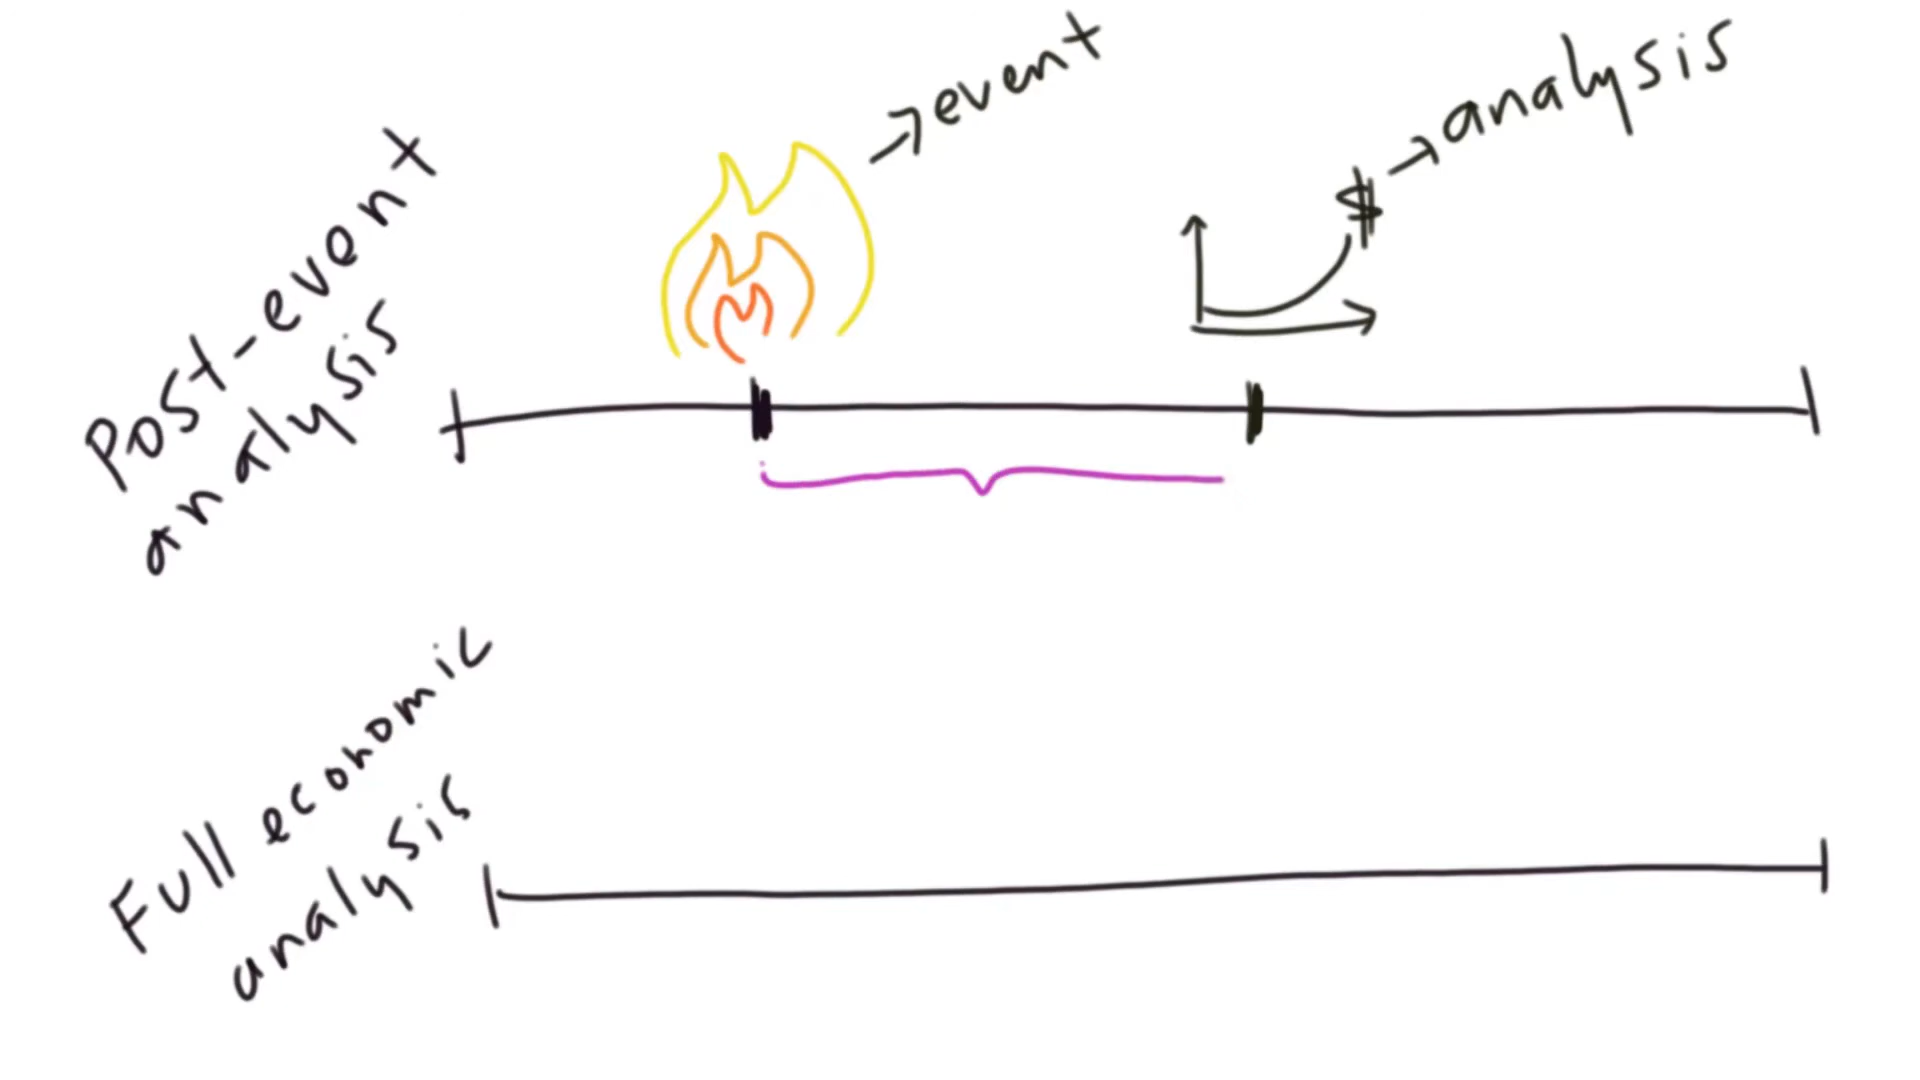 Post-event
analysis
→ event
$ → analysis
Full economic
analysis